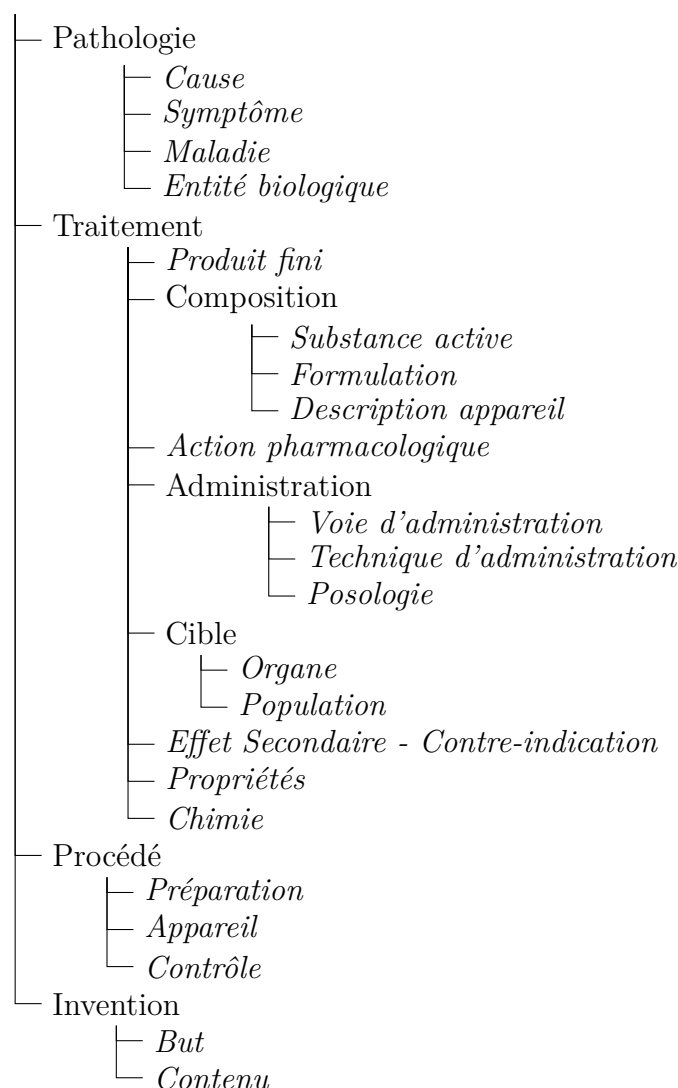 Pathologie
Cause
Symptôme
Maladie
Entité biologique
Traitement
Produit fini
Composition
Substance active
Formulation
Description appareil
Action pharmacologique
Administration
Voie d'administration
Technique d'administration
Posologie
Cible
Organe
Population
Effet Secondaire - Contre-indication
Propriétés
Chimie
Procédé
Préparation
Appareil
Contrôle
Invention
But
Contenu